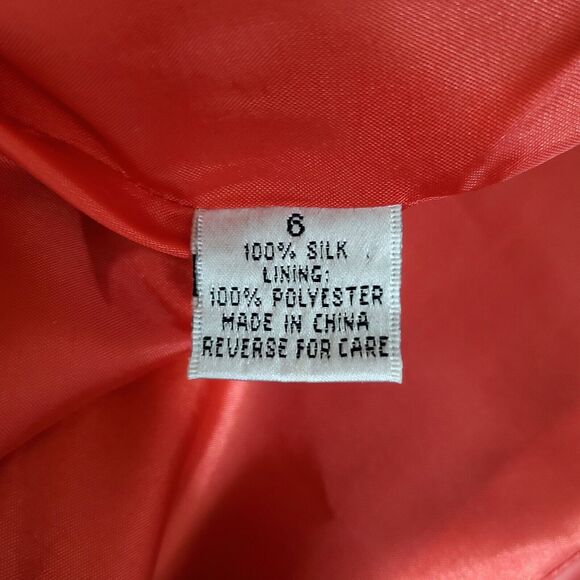 6
100% SILK
LINING:
100% POLYESTER
MADE IN CHINA
REVERSE FOR CARE